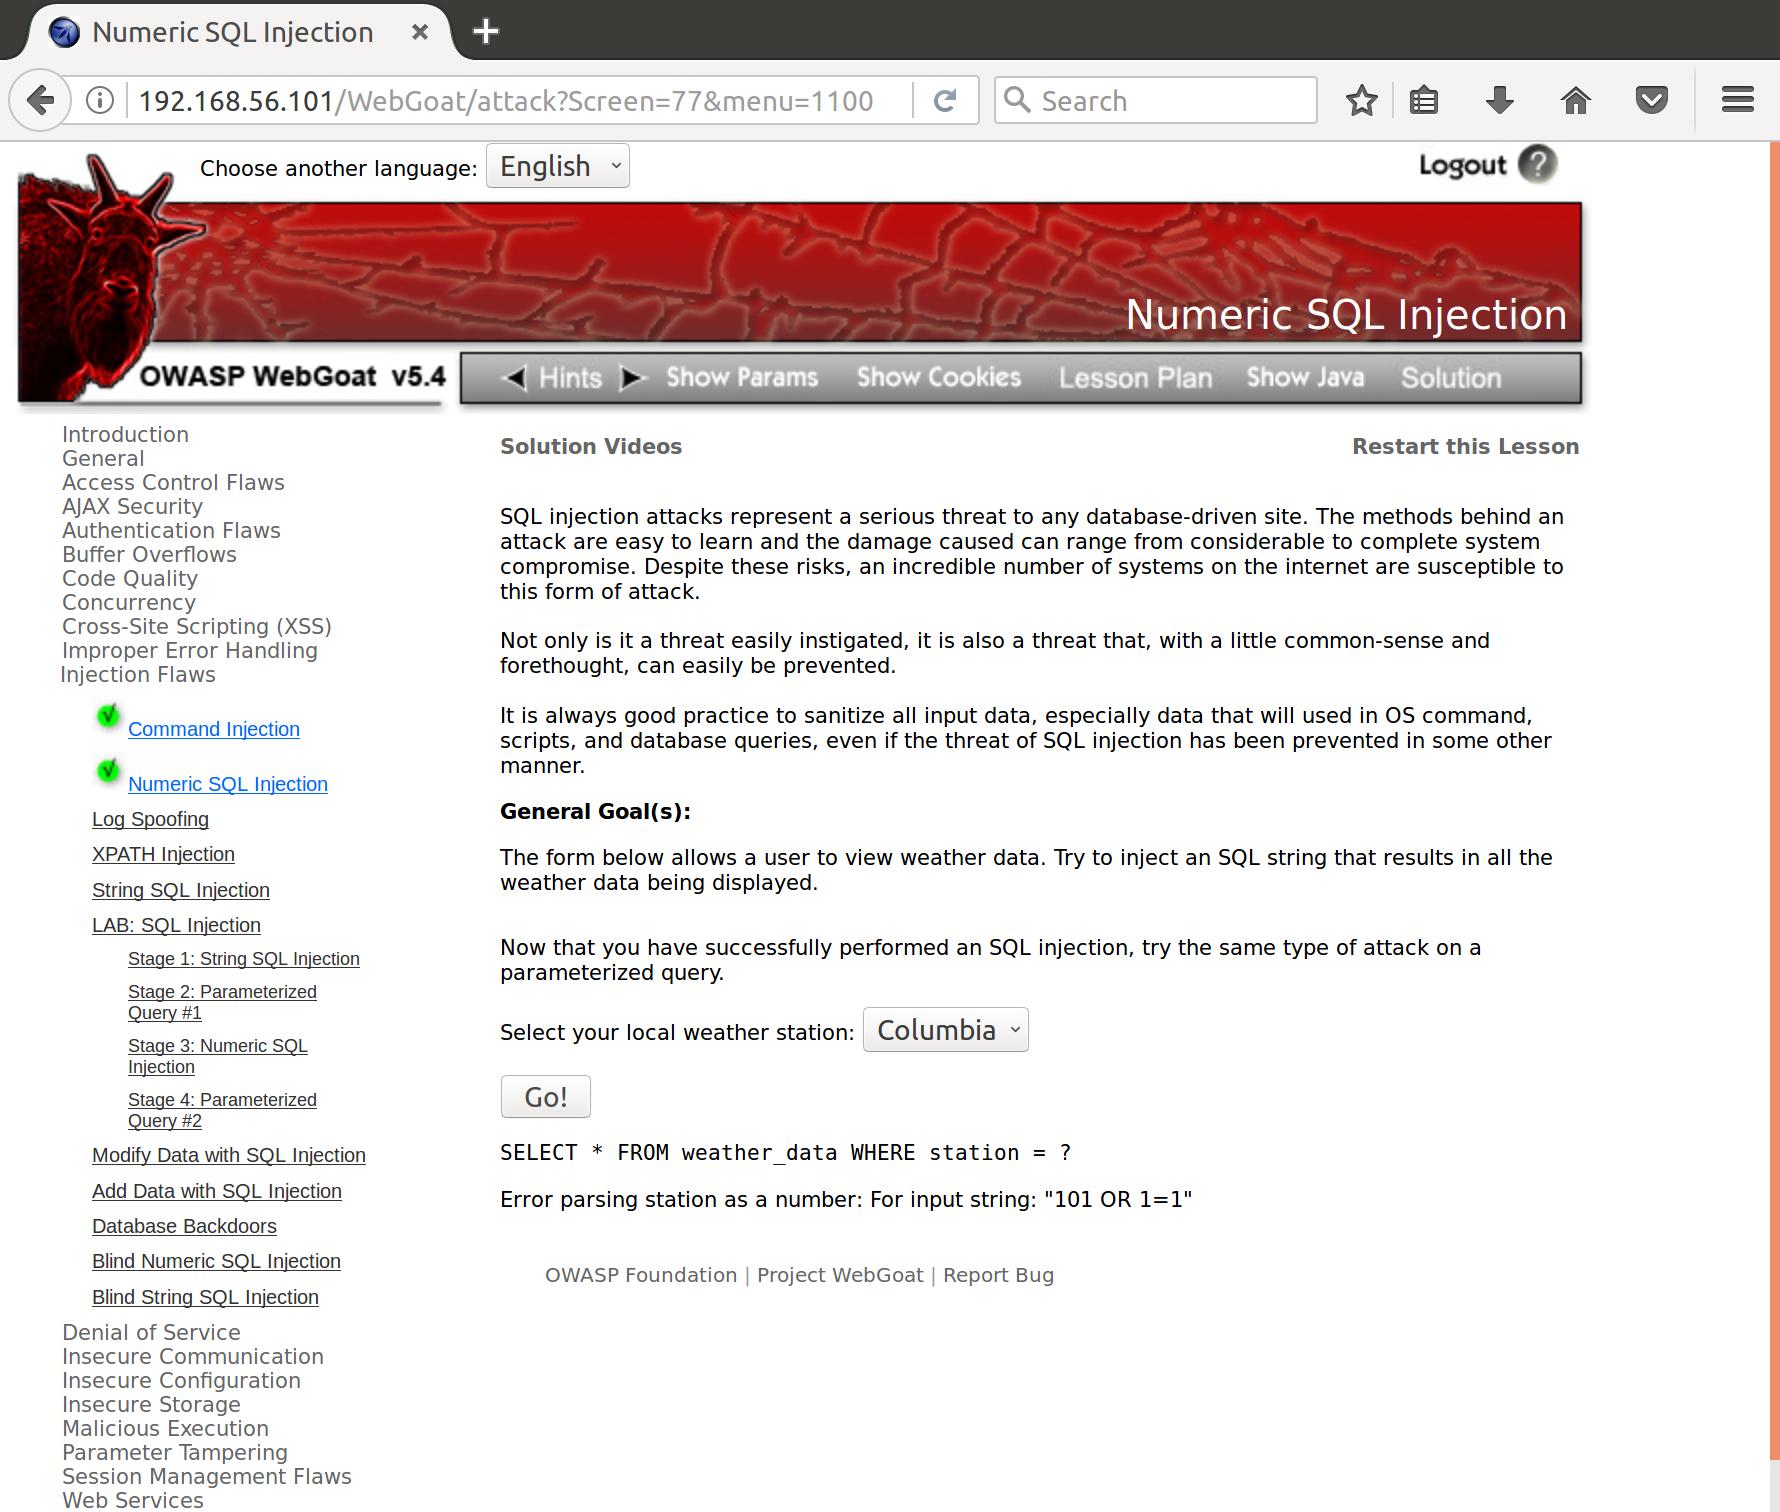 Numeric SQL Injection
192.168.56.101/WebGoat/attack?Screen=77&menu=1100
Search
Choose another language: English
Logout ?
Numeric SQL Injection
OWASP WebGoat v5.4
Hints Show Params Show Cookies Lesson Plan Show Java Solution
Introduction
General
Access Control Flaws
AJAX Security
Authentication Flaws
Buffer Overflows
Code Quality
Concurrency
Cross-Site Scripting (XSS)
Improper Error Handling
Injection Flaws
Command Injection
Numeric SQL Injection
Log Spoofing
XPATH Injection
String SQL Injection
LAB: SQL Injection
Stage 1: String SQL Injection
Stage 2: Parameterized
Query #1
Stage 3: Numeric SQL
Injection
Stage 4: Parameterized
Query #2
Modify Data with SQL Injection
Add Data with SQL Injection
Database Backdoors
Blind Numeric SQL Injection
Blind String SQL Injection
Denial of Service
Insecure Communication
Insecure Configuration
Insecure Storage
Malicious Execution
Parameter Tampering
Session Management Flaws
Web Services
Solution Videos
Restart this Lesson
SQL injection attacks represent a serious threat to any database-driven site. The methods behind an
attack are easy to learn and the damage caused can range from considerable to complete system
compromise. Despite these risks, an incredible number of systems on the internet are susceptible to
this form of attack.
Not only is it a threat easily instigated, it is also a threat that, with a little common-sense and
forethought, can easily be prevented.
It is always good practice to sanitize all input data, especially data that will used in OS command,
scripts, and database queries, even if the threat of SQL injection has been prevented in some other
manner.
General Goal(s):
The form below allows a user to view weather data. Try to inject an SQL string that results in all the
weather data being displayed.
Now that you have successfully performed an SQL injection, try the same type of attack on a
parameterized query.
Select your local weather station: Columbia
Go!
SELECT * FROM weather_data WHERE station = ?
Error parsing station as a number: For input string: "101 OR 1=1"
OWASP Foundation | Project WebGoat | Report Bug